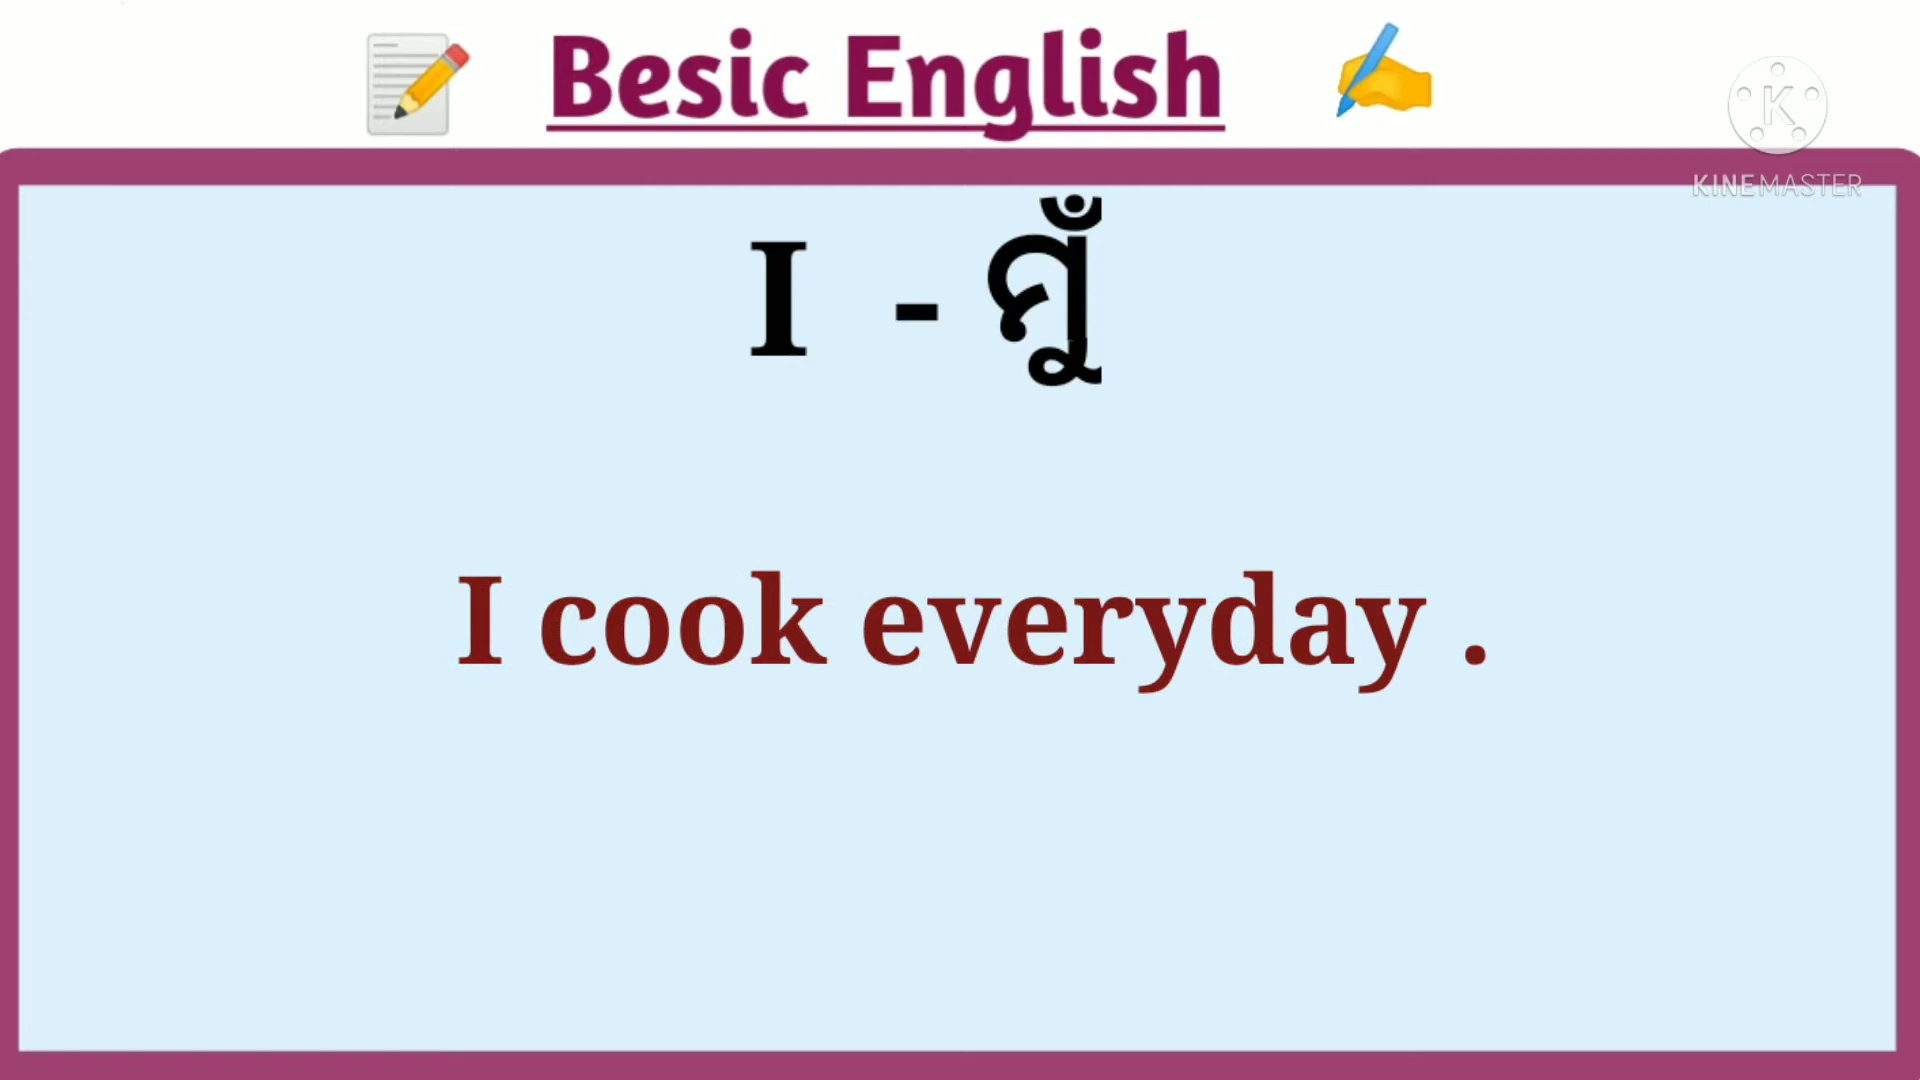 Besic English
KINEMASTER
I - ମୁଁ
I cook everyday .